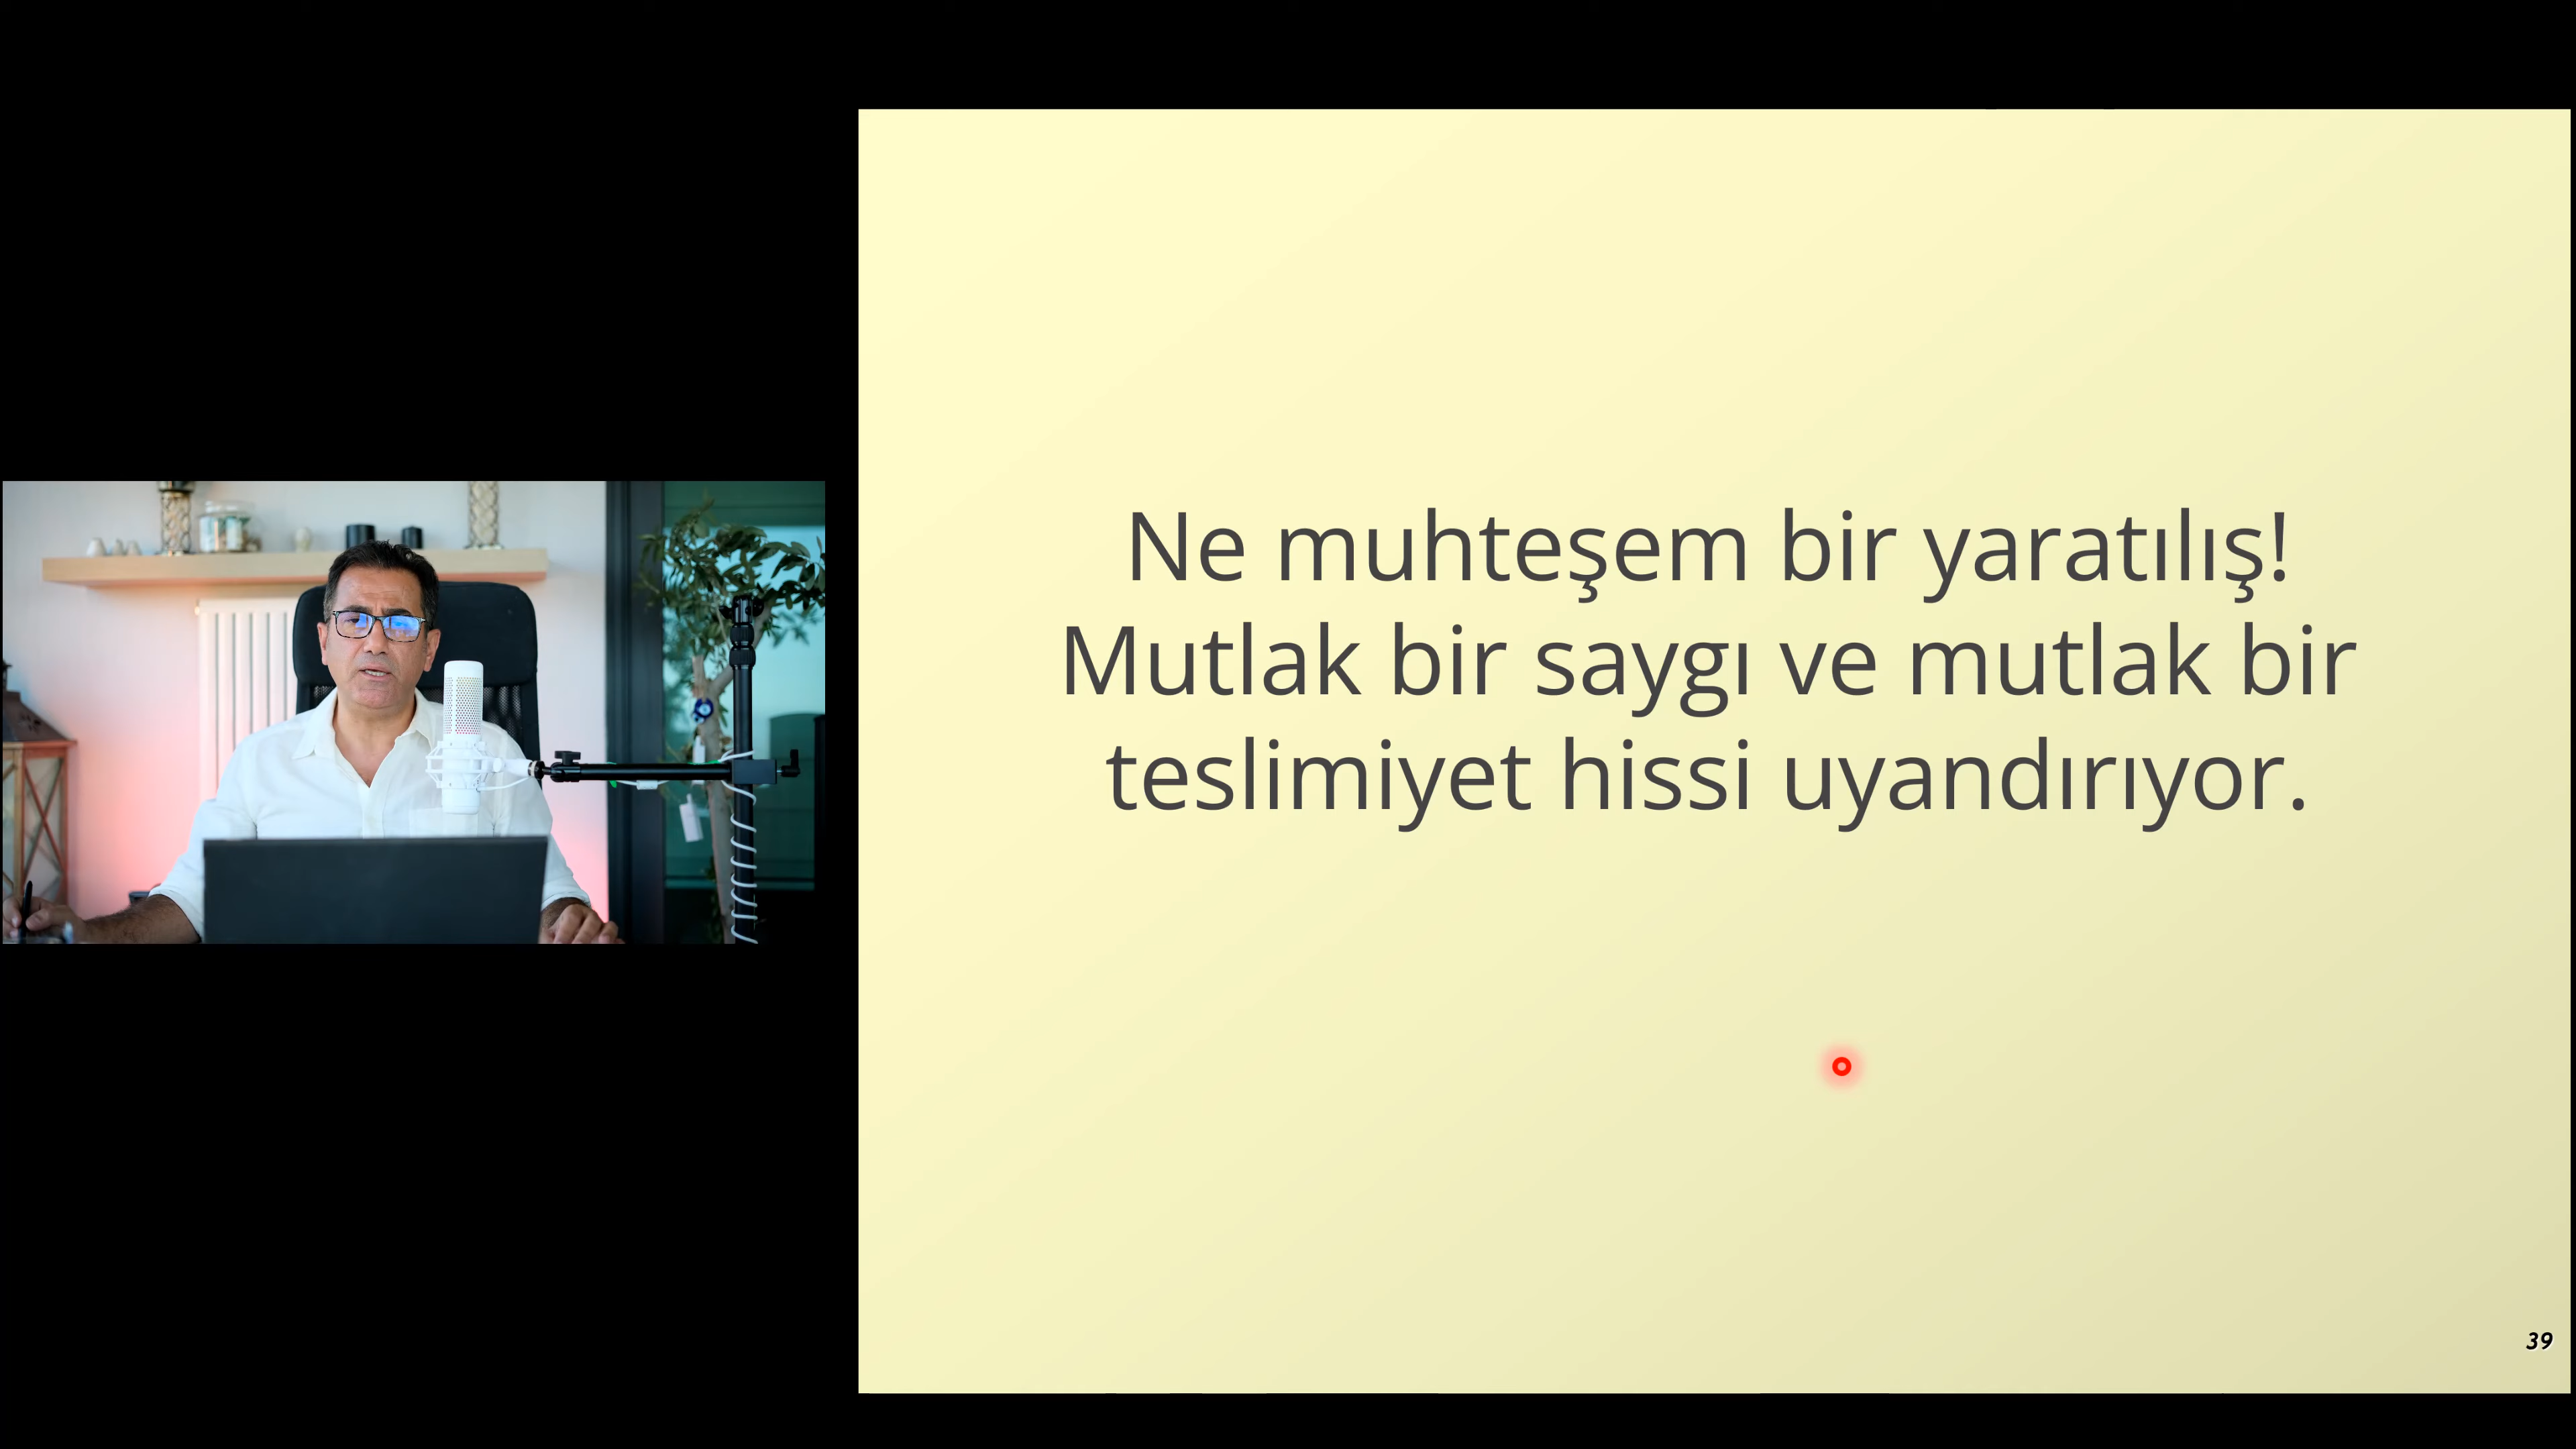 Ne muhteşem bir yaratılış!
Mutlak bir saygı ve mutlak bir
teslimiyet hissi uyandırıyor.
39